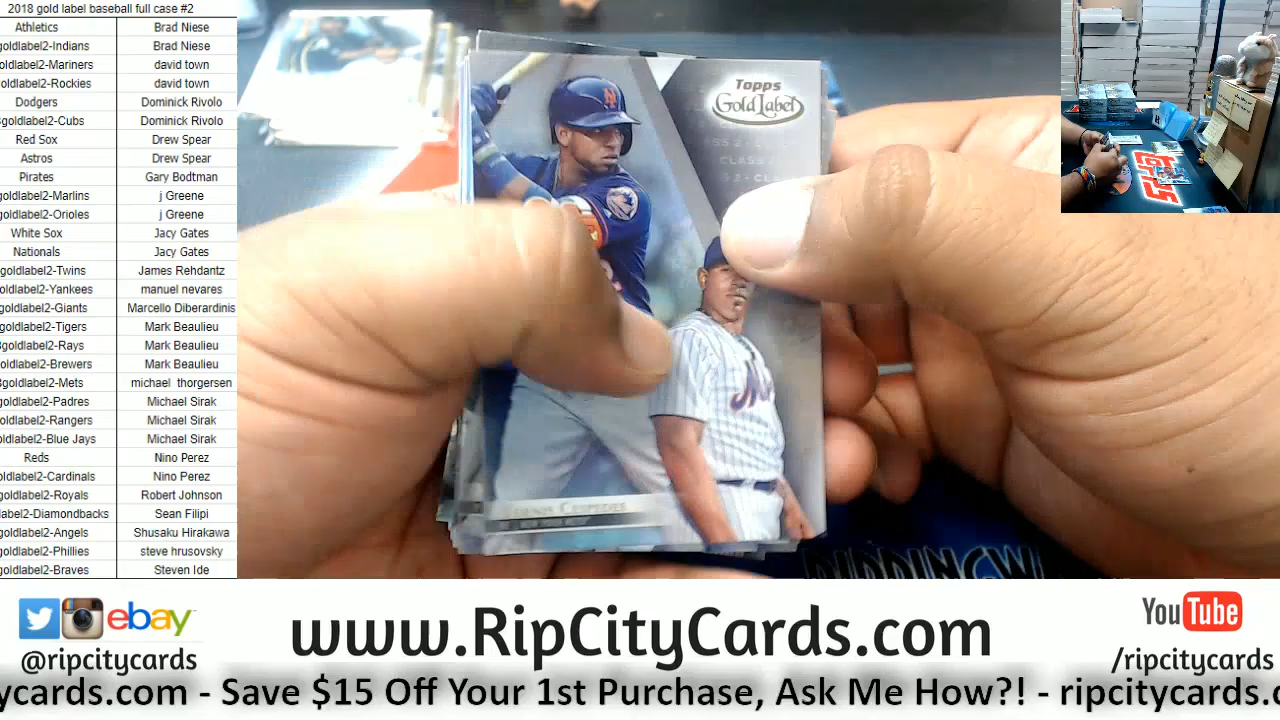 2018 gold label baseball full case #2
Athletics Brad Niese
goldlabel2-Indians Brad Niese
oldlabel2-Mariners david town
oldlabel2-Rockies david town
Dodgers Dominick Rivolo
goldlabel2-Cubs Dominick Rivolo
Red Sox Drew Spear
Astros Drew Spear
Pirates Gary Bodtman
goldlabel2-Marlins j Greene
goldlabel2-Orioles j Greene
White Sox Jacy Gates
Nationals Jacy Gates
goldlabel2-Twins James Rehdantz
oldlabel2-Yankees manuel nevares
goldlabel2-Giants Marcello Diberardinis
goldlabel2-Tigers Mark Beaulieu
goldlabel2-Rays Mark Beaulieu
oldlabel2-Brewers Mark Beaulieu
goldlabel2-Mets michael thorgersen
goldlabel2-Padres Michael Sirak
oldlabel2-Rangers Michael Sirak
oldlabel2-Blue Jays Michael Sirak
Reds Nino Perez
oldlabel2-Cardinals Nino Perez
goldlabel2-Royals Robert Johnson
label2-Diamondbacks Sean Filipi
goldlabel2-Angels Shusaku Hirakawa
goldlabel2-Phillies steve hrusovsky
goldlabel2-Braves Steven Ide
Topps
Gold Label
CLASS 2
NY
ebay
@ripcitycards
www.RipCityCards.com
You Tube
/ripcitycards
ycards.com - Save $15 Off Your 1st Purchase, Ask Me How?! - ripcitycards.c